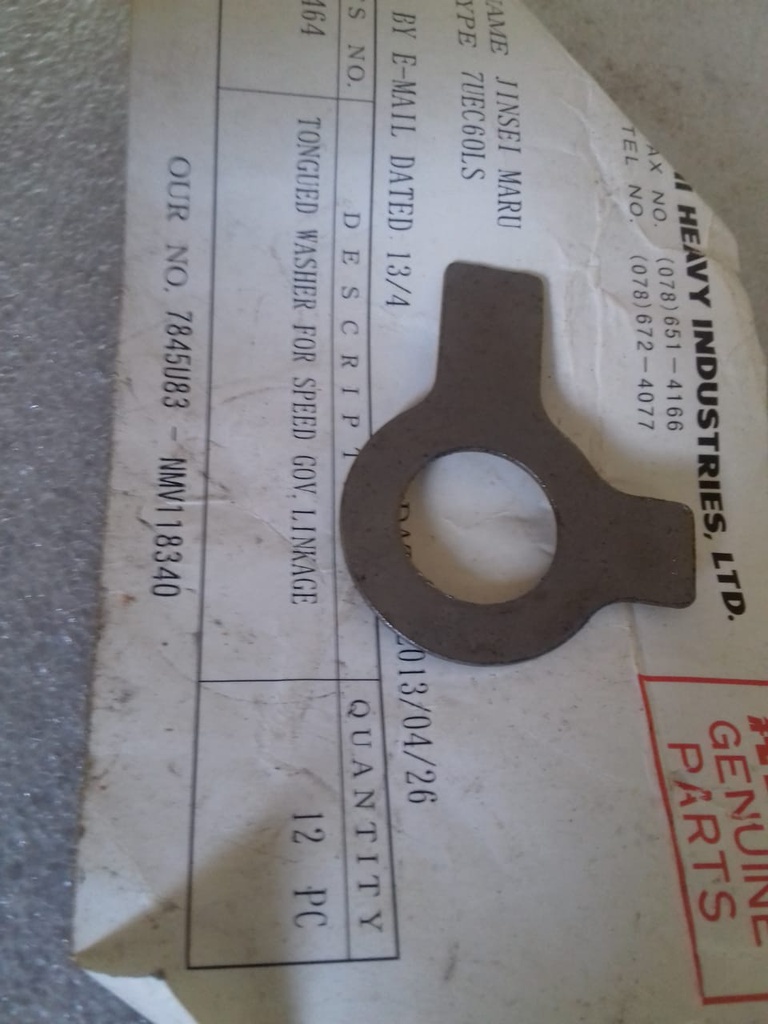 HEAVY INDUSTRIES, LTD.
AX NO. (078)651-4166
TEL NO. (078)672-4077
GENUINE
PARTS
AME JINSEI MARU
YPE 7UEC60LS
BY E-MAIL DATED 13/4
2013/04/26
S NO. DESCRIPT QUANTITY
464 TONGUED WASHER FOR SPEED GOV. LINKAGE 12 PC
OUR NO. 7845U83 - NMV118340